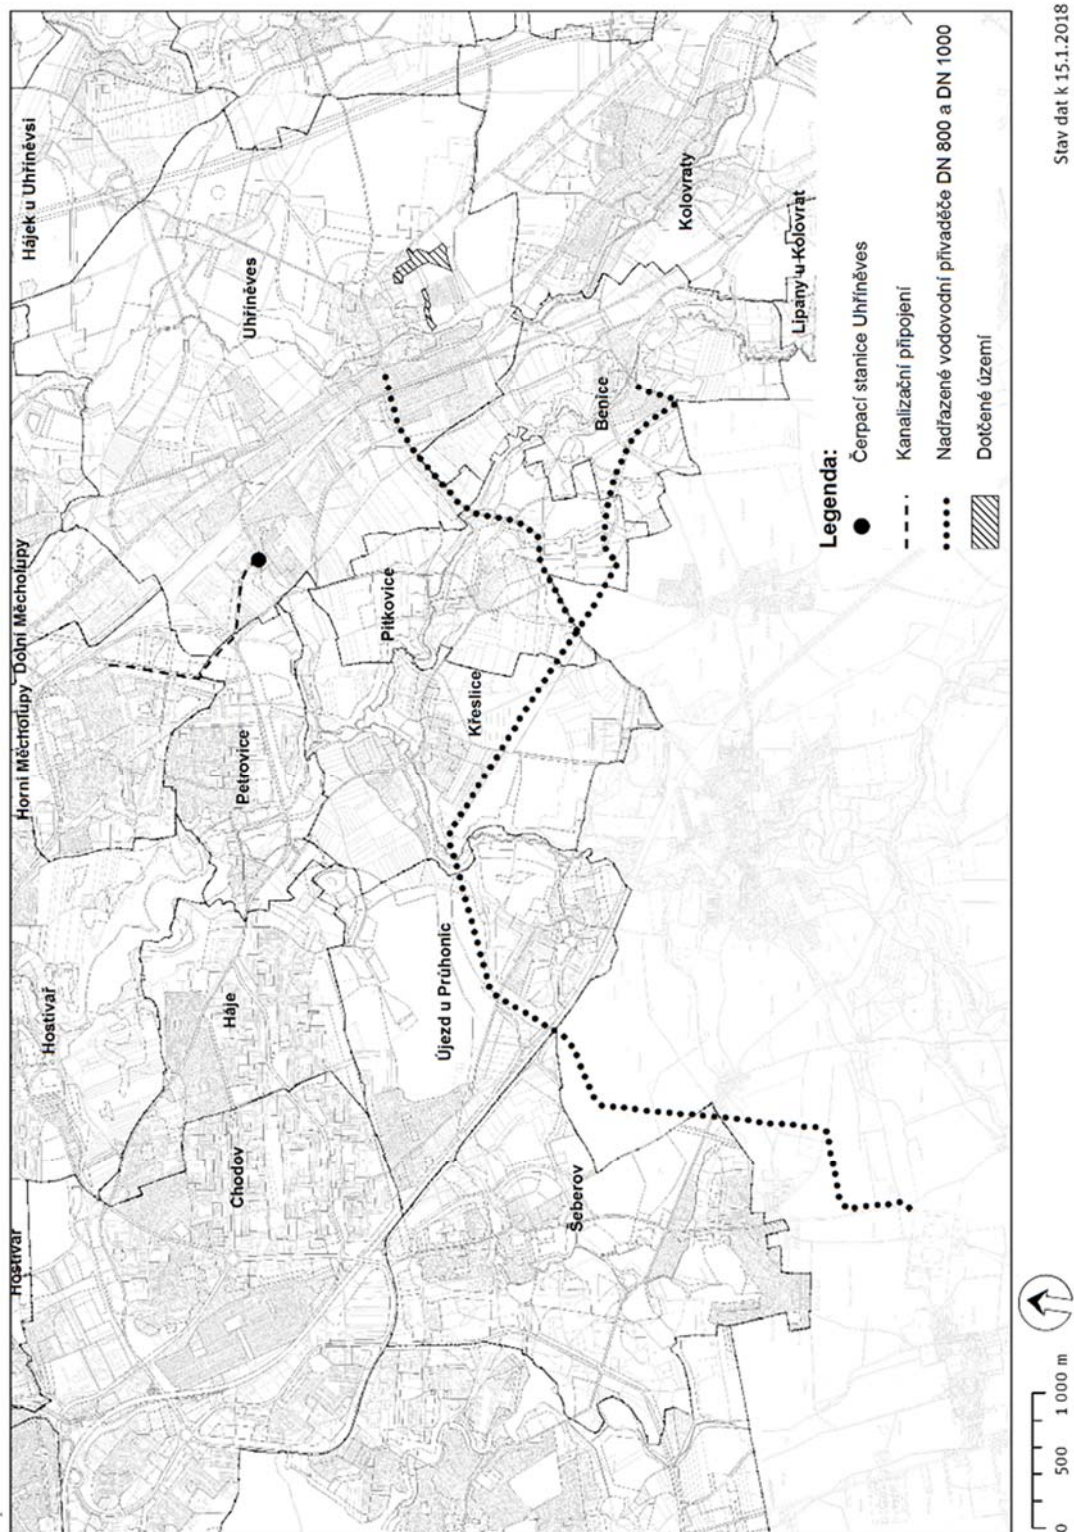 Hájek u Uhříněvsi
Uhříněves
Kolovraty
Lipany u Kolovrat
Benice
Dolní Měcholupy
Horní Měcholupy
Pitkovice
Petrovice
Křeslice
Hostivař
Háje
Újezd u Průhonic
Chodov
Šeberov
Hostivař
Legenda:
Čerpací stanice Uhříněves
Kanalizační připojení
Nadřazené vodovodní přivaděče DN 800 a DN 1000
Dotčené území
0 500 1 000 m
Stav dat k 15.1.2018